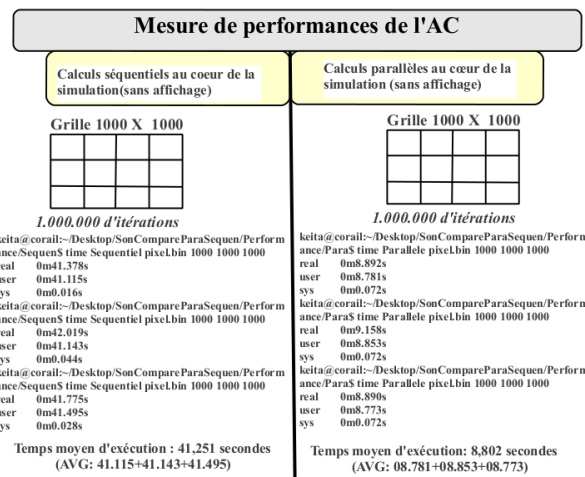 Mesure de performances de l'AC
Calculs séquentiels au coeur de la
simulation(sans affichage)
Grille 1000 X 1000
1.000.000 d'itérations
keita@corail:~/Desktop/SonCompareParaSequen/Perform
ance/Sequen$ time Sequentiel pixel.bin 1000 1000 1000
real 0m41.378s
user 0m41.115s
sys 0m0.016s
keita@corail:~/Desktop/SonCompareParaSequen/Perform
ance/Sequen$ time Sequentiel pixel.bin 1000 1000 1000
real 0m42.019s
user 0m41.143s
sys 0m0.044s
keita@corail:~/Desktop/SonCompareParaSequen/Perform
ance/Sequen$ time Sequentiel pixel.bin 1000 1000 1000
real 0m41.775s
user 0m41.495s
sys 0m0.028s
Temps moyen d'exécution : 41,251 secondes
(AVG: 41.115+41.143+41.495)
Calculs parallèles au cœur de la
simulation (sans affichage)
Grille 1000 X 1000
1.000.000 d'itérations
keita@corail:~/Desktop/SonCompareParaSequen/Perform
ance/Para$ time Parallele pixel.bin 1000 1000 1000
real 0m8.892s
user 0m8.781s
sys 0m0.072s
keita@corail:~/Desktop/SonCompareParaSequen/Perform
ance/Para$ time Parallele pixel.bin 1000 1000 1000
real 0m9.158s
user 0m8.853s
sys 0m0.072s
keita@corail:~/Desktop/SonCompareParaSequen/Perform
ance/Para$ time Parallele pixel.bin 1000 1000 1000
real 0m8.890s
user 0m8.773s
sys 0m0.072s
Temps moyen d'exécution: 8,802 secondes
(AVG: 08.781+08.853+08.773)